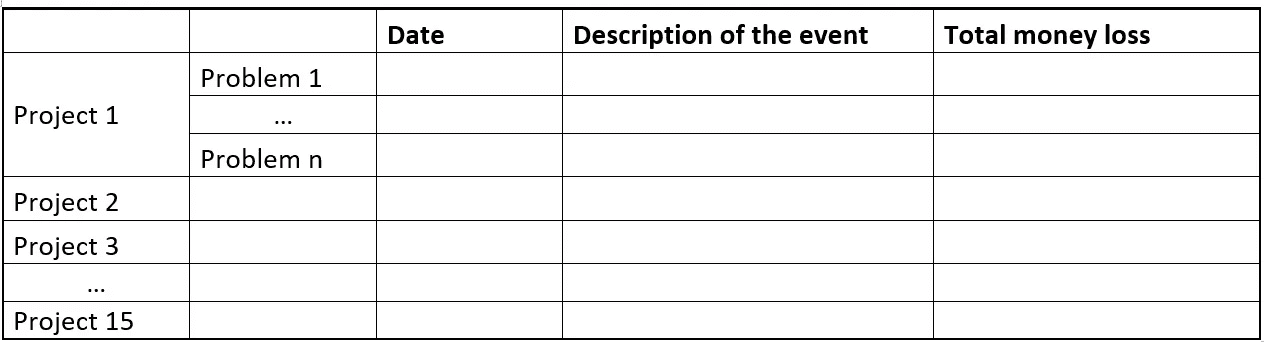 Date Description of the event Total money loss
Problem 1
Project 1
...
Problem n
Project 2
Project 3
...
Project 15